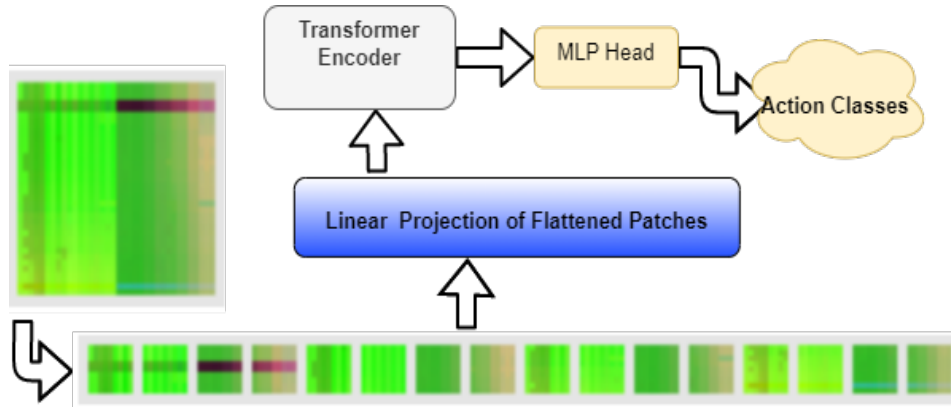 Transformer
Encoder
MLP Head
Action Classes
Linear Projection of Flattened Patches